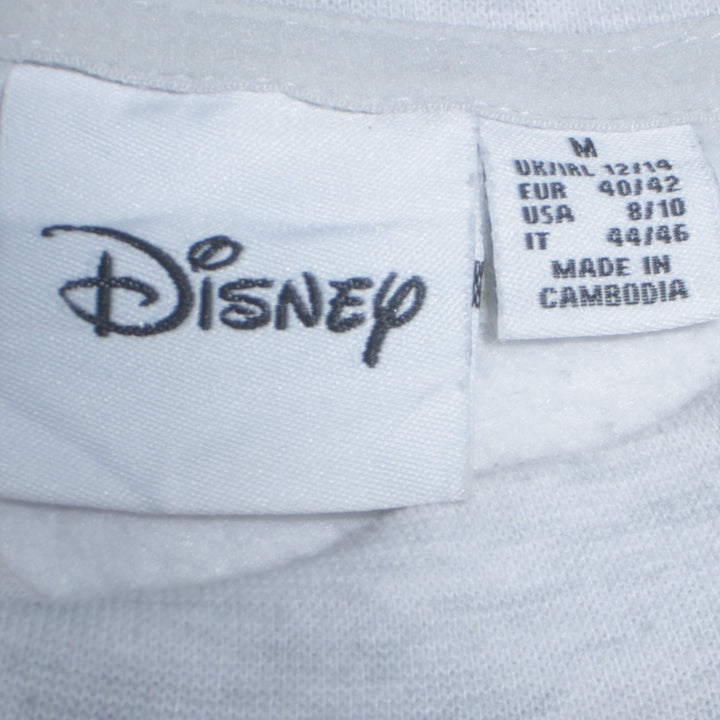 Disney
M
UK/IRL 12/14
EUR 40/42
USA 8/10
IT 44/46
MADE IN
CAMBODIA